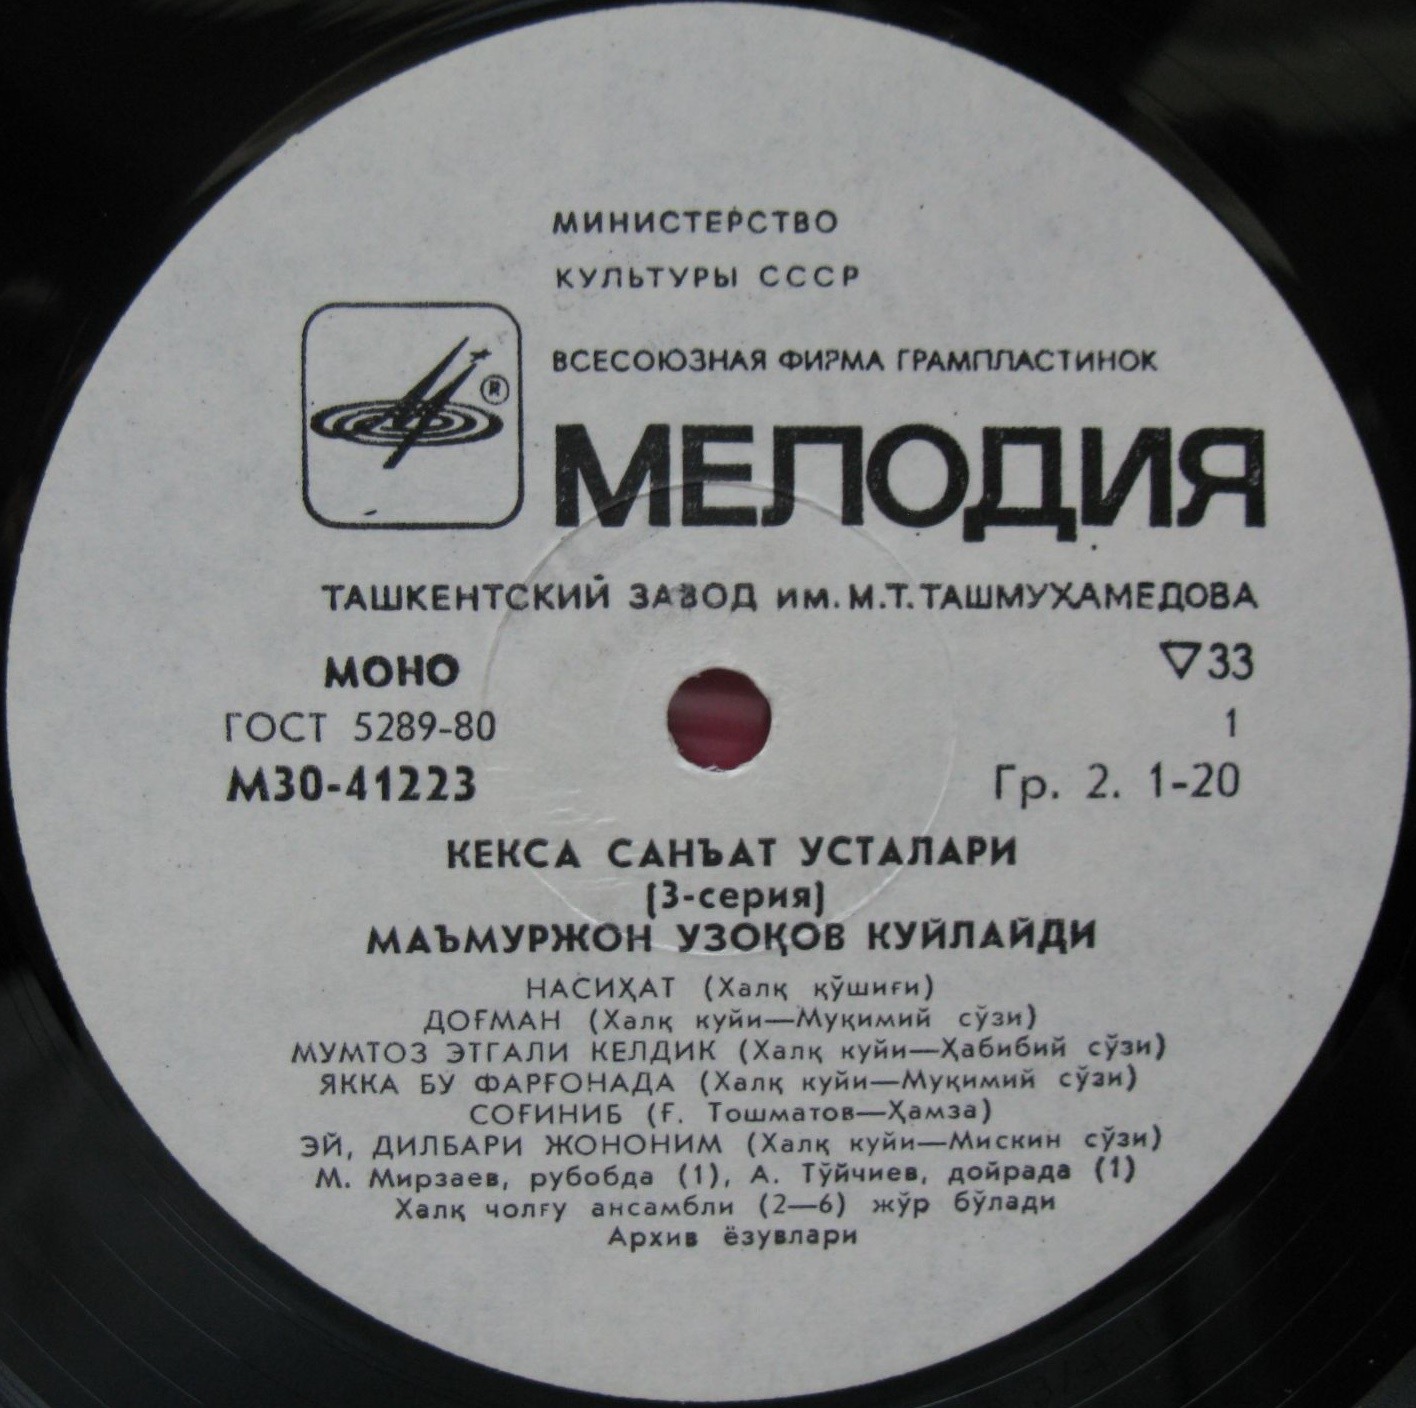 МИНИСТЕРСТВО
КУЛЬТУРЫ СССР
ВСЕСОЮЗНАЯ ФИРМА ГРАМПЛАСТИНОК
®
МЕЛОДИЯ
ТАШКЕНТСКИЙ ЗАВОД им. М.Т. ТАШМУХАМЕДОВА
МОНО ▽33
ГОСТ 5289-80 1
М30-41223 Гр. 2. 1-20
КЕКСА САНЪАТ УСТАЛАРИ
(3-серия)
МАЪМУРЖОН УЗОҚОВ КУЙЛАЙДИ
НАСИҲАТ (Халқ қўшиғи)
ДОҒМАН (Халқ куйи—Муқимий сўзи)
МУМТОЗ ЭТГАЛИ КЕЛДИК (Халқ куйи—Ҳабибий сўзи)
ЯККА БУ ФАРҒОНАДА (Халқ куйи—Муқимий сўзи)
СОҒИНИБ (Ғ. Тошматов—Ҳамза)
ЭЙ, ДИЛБАРИ ЖОНОНИМ (Халқ куйи—Мискин сўзи)
М. Мирзаев, рубобда (1), А. Тўйчиев, дойрада (1)
Халқ чолғу ансамбли (2—6) жўр бўлади
Архив ёзувлари